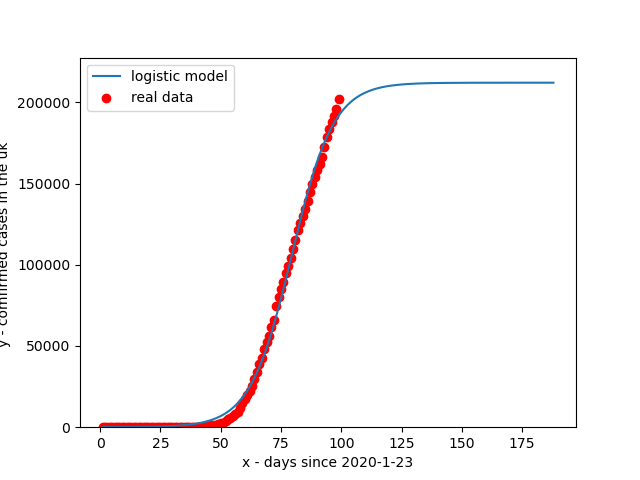 logistic model
real data
200000
150000
100000
50000
0
0 25 50 75 100 125 150 175
x - days since 2020-1-23
y - comfirmed cases in the uk